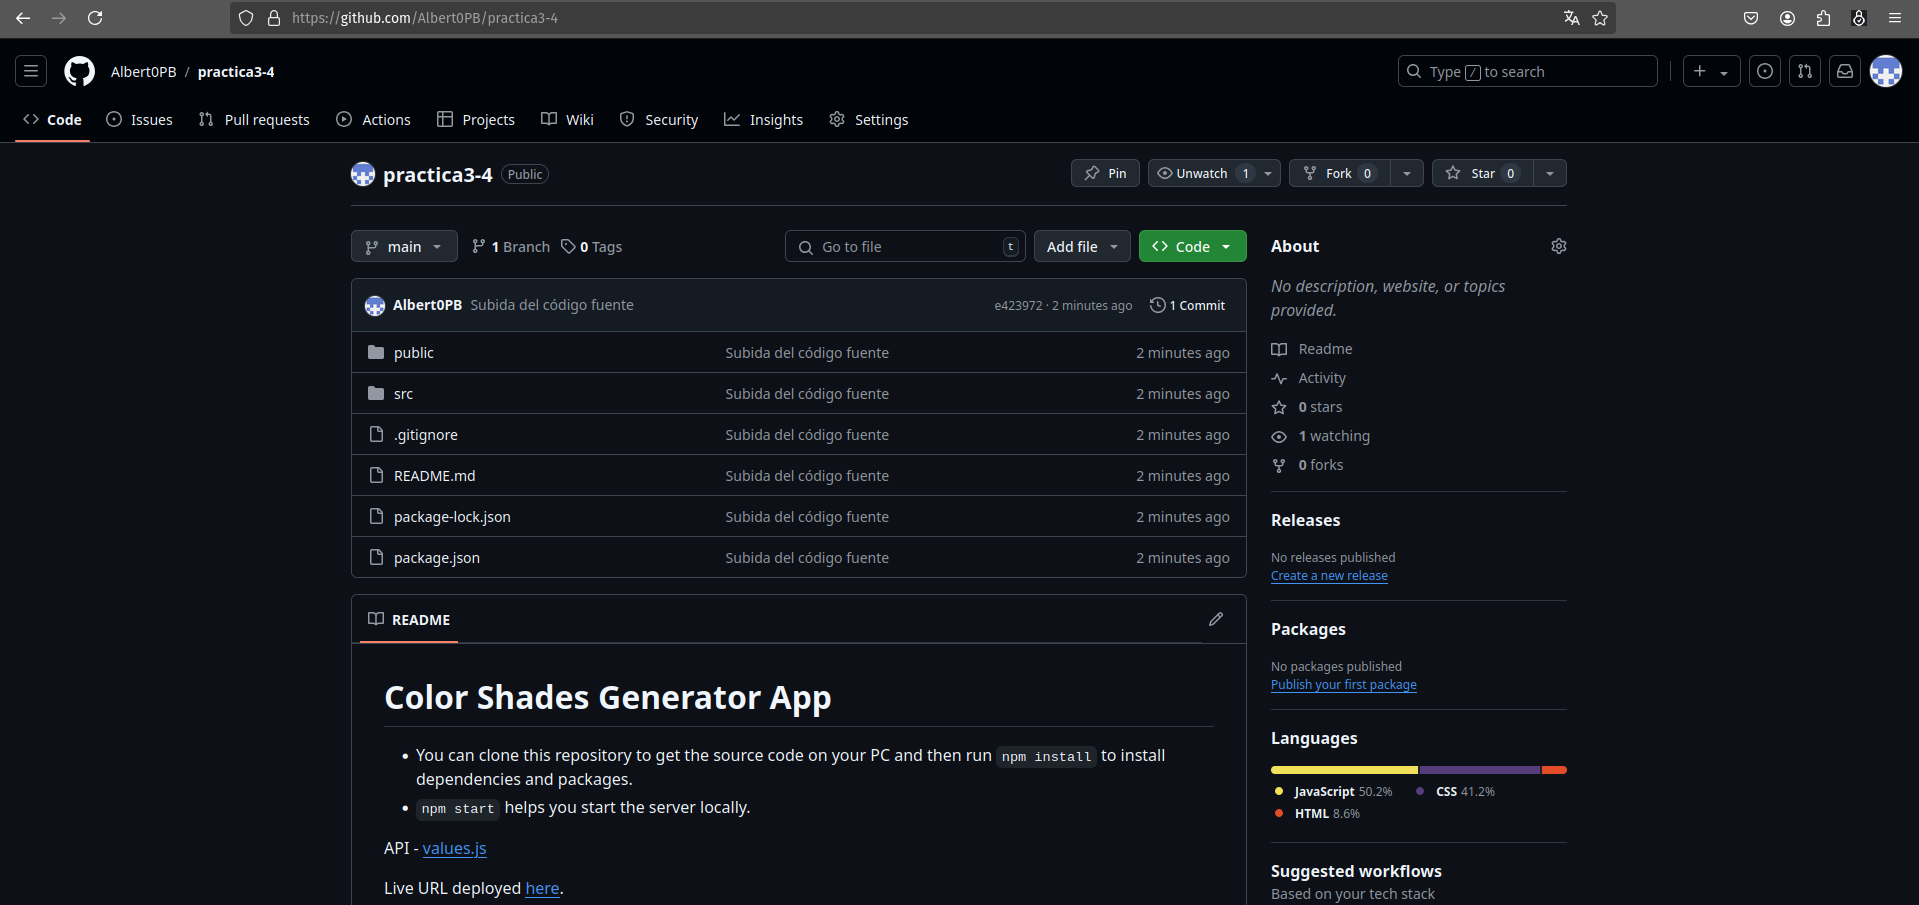 https://github.com/Albert0PB/practica3-4
Albert0PB / practica3-4
Type / to search
Code Issues Pull requests Actions Projects Wiki Security Insights Settings
practica3-4 Public
Pin Unwatch 1 Fork 0 Star 0
main 1 Branch 0 Tags Go to file t Add file Code
Albert0PB Subida del código fuente e423972 · 2 minutes ago 1 Commit
public Subida del código fuente 2 minutes ago
src Subida del código fuente 2 minutes ago
.gitignore Subida del código fuente 2 minutes ago
README.md Subida del código fuente 2 minutes ago
package-lock.json Subida del código fuente 2 minutes ago
package.json Subida del código fuente 2 minutes ago
README
Color Shades Generator App
• You can clone this repository to get the source code on your PC and then run npm install to install
dependencies and packages.
• npm start helps you start the server locally.
API - values.js
Live URL deployed here.
About
No description, website, or topics
provided.
Readme
Activity
0 stars
1 watching
0 forks
Releases
No releases published
Create a new release
Packages
No packages published
Publish your first package
Languages
JavaScript 50.2% CSS 41.2%
HTML 8.6%
Suggested workflows
Based on your tech stack